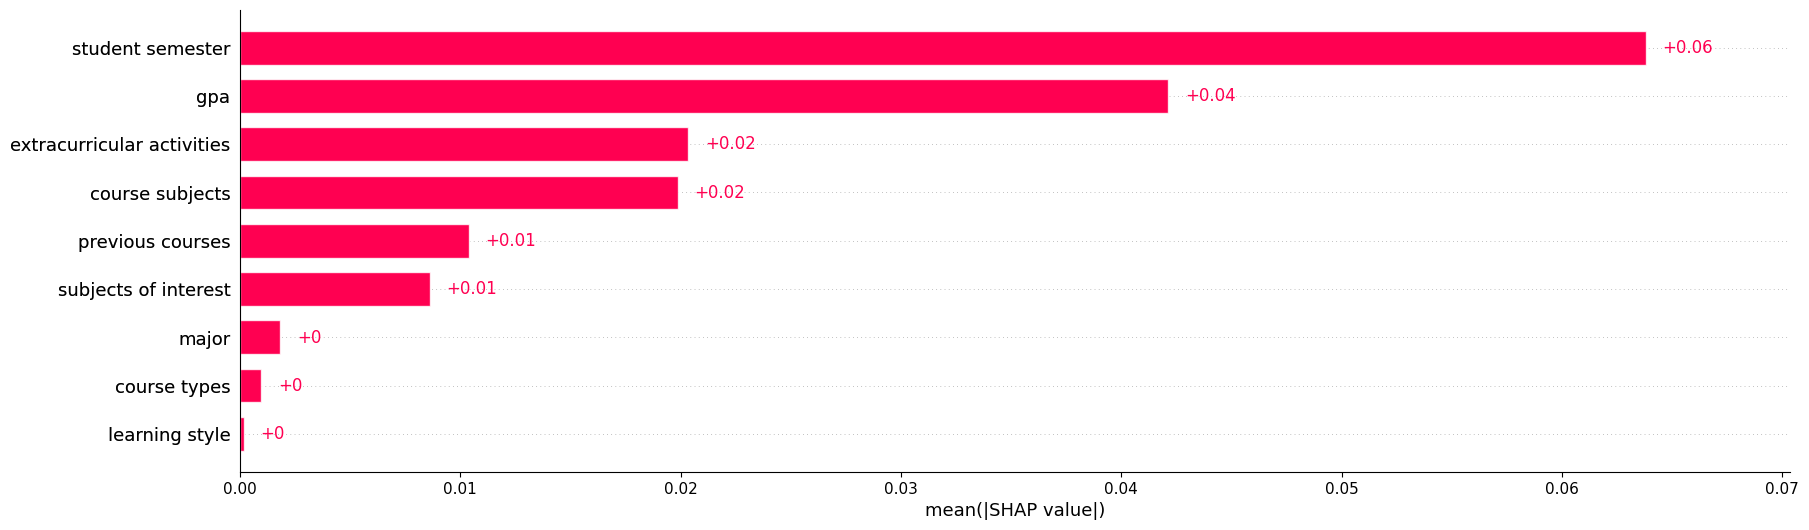 student semester +0.06
gpa +0.04
extracurricular activities +0.02
course subjects +0.02
previous courses +0.01
subjects of interest +0.01
major +0
course types +0
learning style +0
0.00 0.01 0.02 0.03 0.04 0.05 0.06 0.07
mean(|SHAP value|)